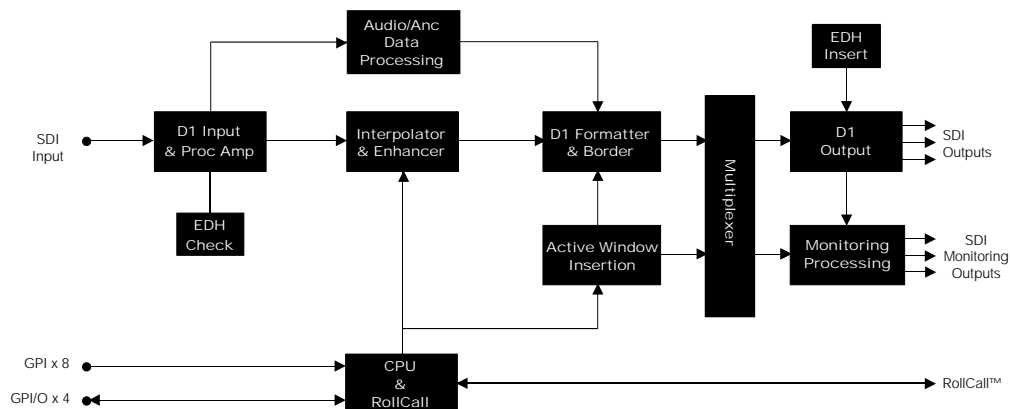 Audio/Anc
Data
Processing
EDH
Insert
SDI
Input
D1 Input
& Proc Amp
Interpolator
& Enhancer
D1 Formatter
& Border
Multiplexer
D1
Output
SDI
Outputs
EDH
Check
Active Window
Insertion
Monitoring
Processing
SDI
Monitoring
Outputs
GPI x 8
GPI/O x 4
CPU
&
RollCall
RollCall™